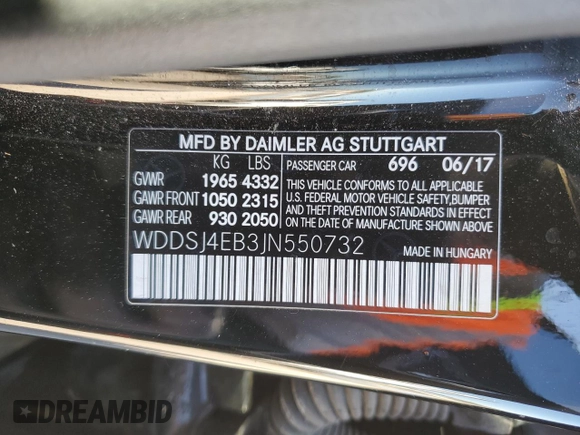 MFD BY DAIMLER AG STUTTGART
KG LBS
GVWR 1965 4332
GAWR FRONT 1050 2315
GAWR REAR 930 2050
PASSENGER CAR 696 06/17
THIS VEHICLE CONFORMS TO ALL APPLICABLE
U.S. FEDERAL MOTOR VEHICLE SAFETY, BUMPER
AND THEFT PREVENTION STANDARDS IN EFFECT
ON THE DATE OF MANUFACTURE SHOWN ABOVE.
MADE IN HUNGARY
WDDSJ4EB3JN550732
DREAMBID